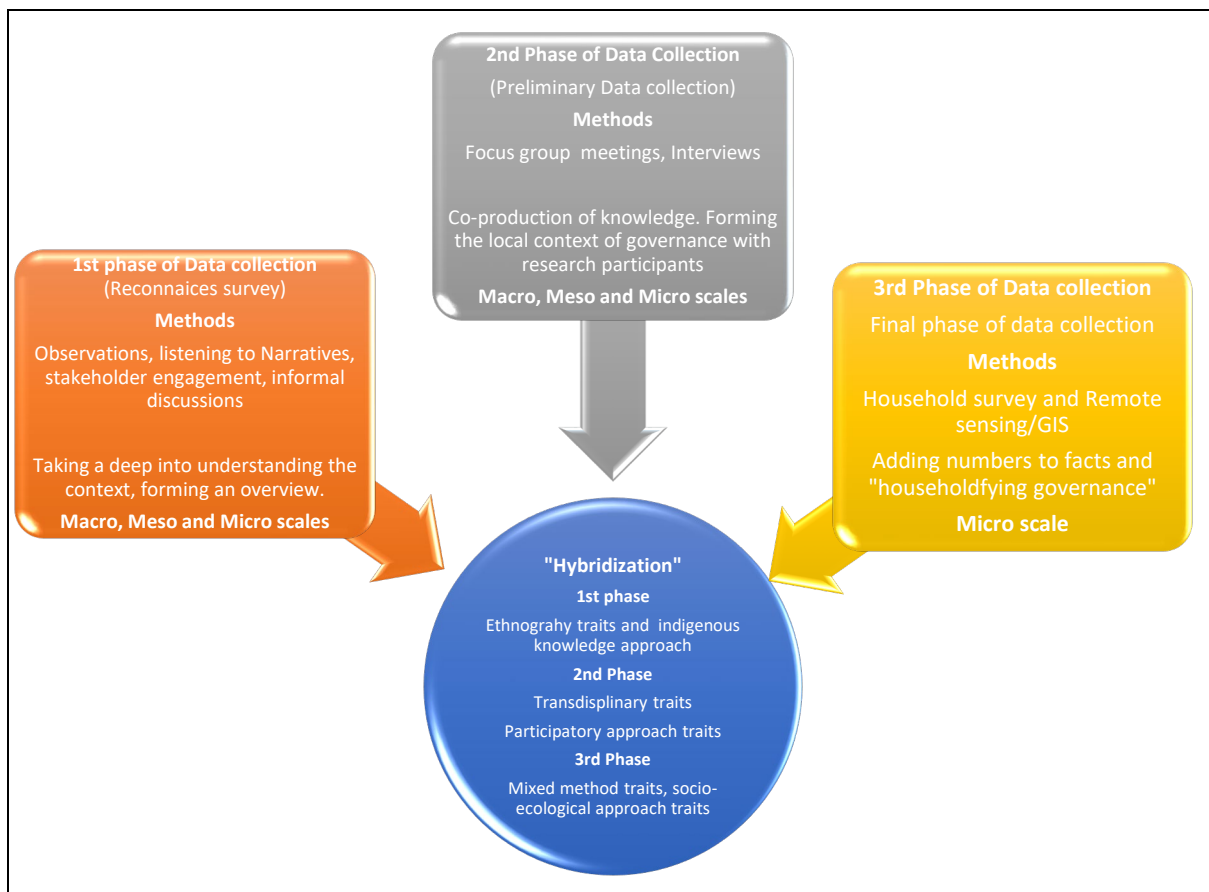 1st phase of Data collection
(Reconnaices survey)
Methods
Observations, listening to Narratives,
stakeholder engagement, informal
discussions
Taking a deep into understanding the
context, forming an overview.
Macro, Meso and Micro scales
2nd Phase of Data Collection
(Preliminary Data collection)
Methods
Focus group meetings, Interviews
Co-production of knowledge. Forming
the local context of governance with
research participants
Macro, Meso and Micro scales
3rd Phase of Data collection
Final phase of data collection
Methods
Household survey and Remote
sensing/GIS
Adding numbers to facts and
"householdfying governance"
Micro scale
"Hybridization"
1st phase
Ethnograhy traits and indigenous
knowledge approach
2nd Phase
Transdisplinary traits
Participatory approach traits
3rd Phase
Mixed method traits, socio-
ecological approach traits